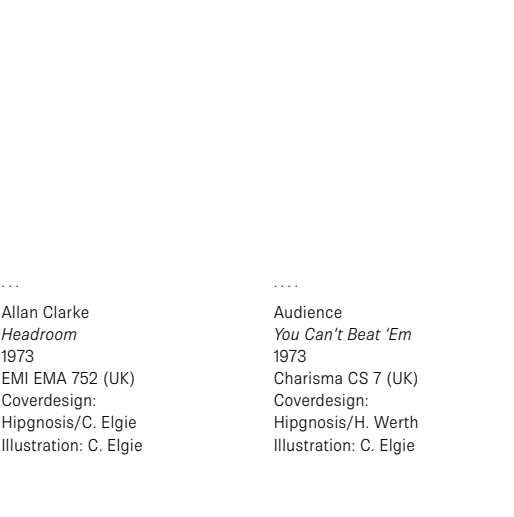 ...
Allan Clarke
Headroom
1973
EMI EMA 752 (UK)
Coverdesign:
Hipgnosis/C. Elgie
Illustration: C. Elgie
....
Audience
You Can't Beat ‘Em
1973
Charisma CS 7 (UK)
Coverdesign:
Hipgnosis/H. Werth
Illustration: C. Elgie